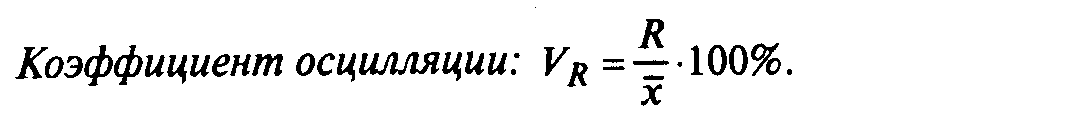 Коэффициент осцилляции: V_R = R/x̄ · 100%.